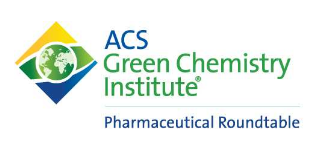 ACS
Green Chemistry
Institute®
Pharmaceutical Roundtable